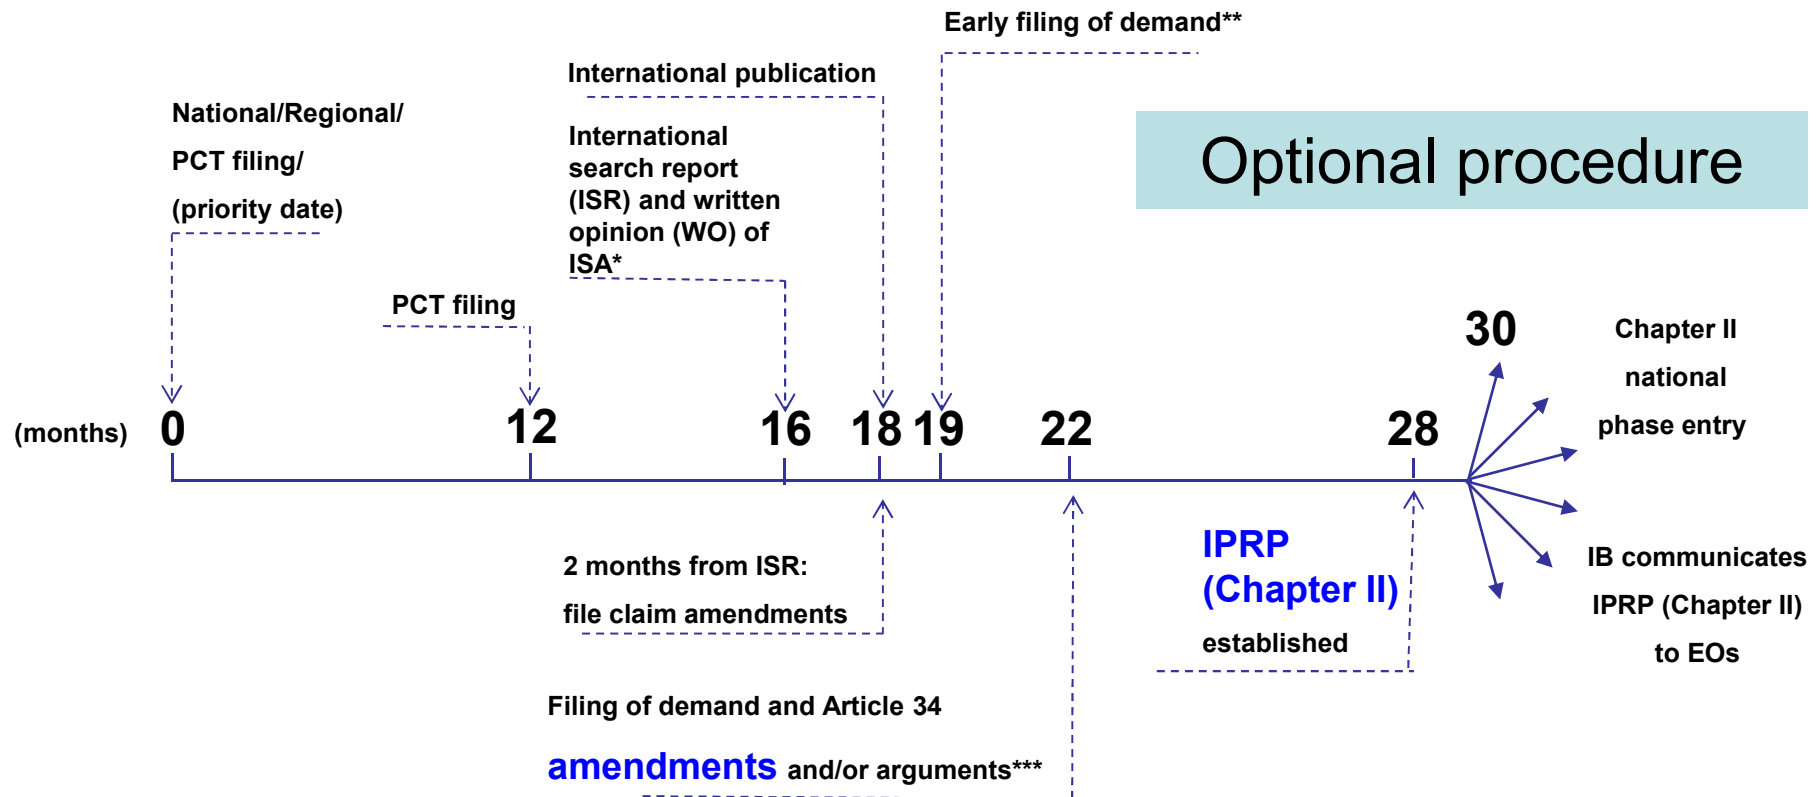 Early filing of demand**
International publication
National/Regional/
PCT filing/
(priority date)
International
search report
(ISR) and written
opinion (WO) of
ISA*
Optional procedure
PCT filing
30
Chapter II
national
phase entry
(months) 0 12 16 18 19 22 28
2 months from ISR:
file claim amendments
IPRP
(Chapter II)
established
IB communicates
IPRP (Chapter II)
to EOs
Filing of demand and Article 34
amendments and/or arguments***